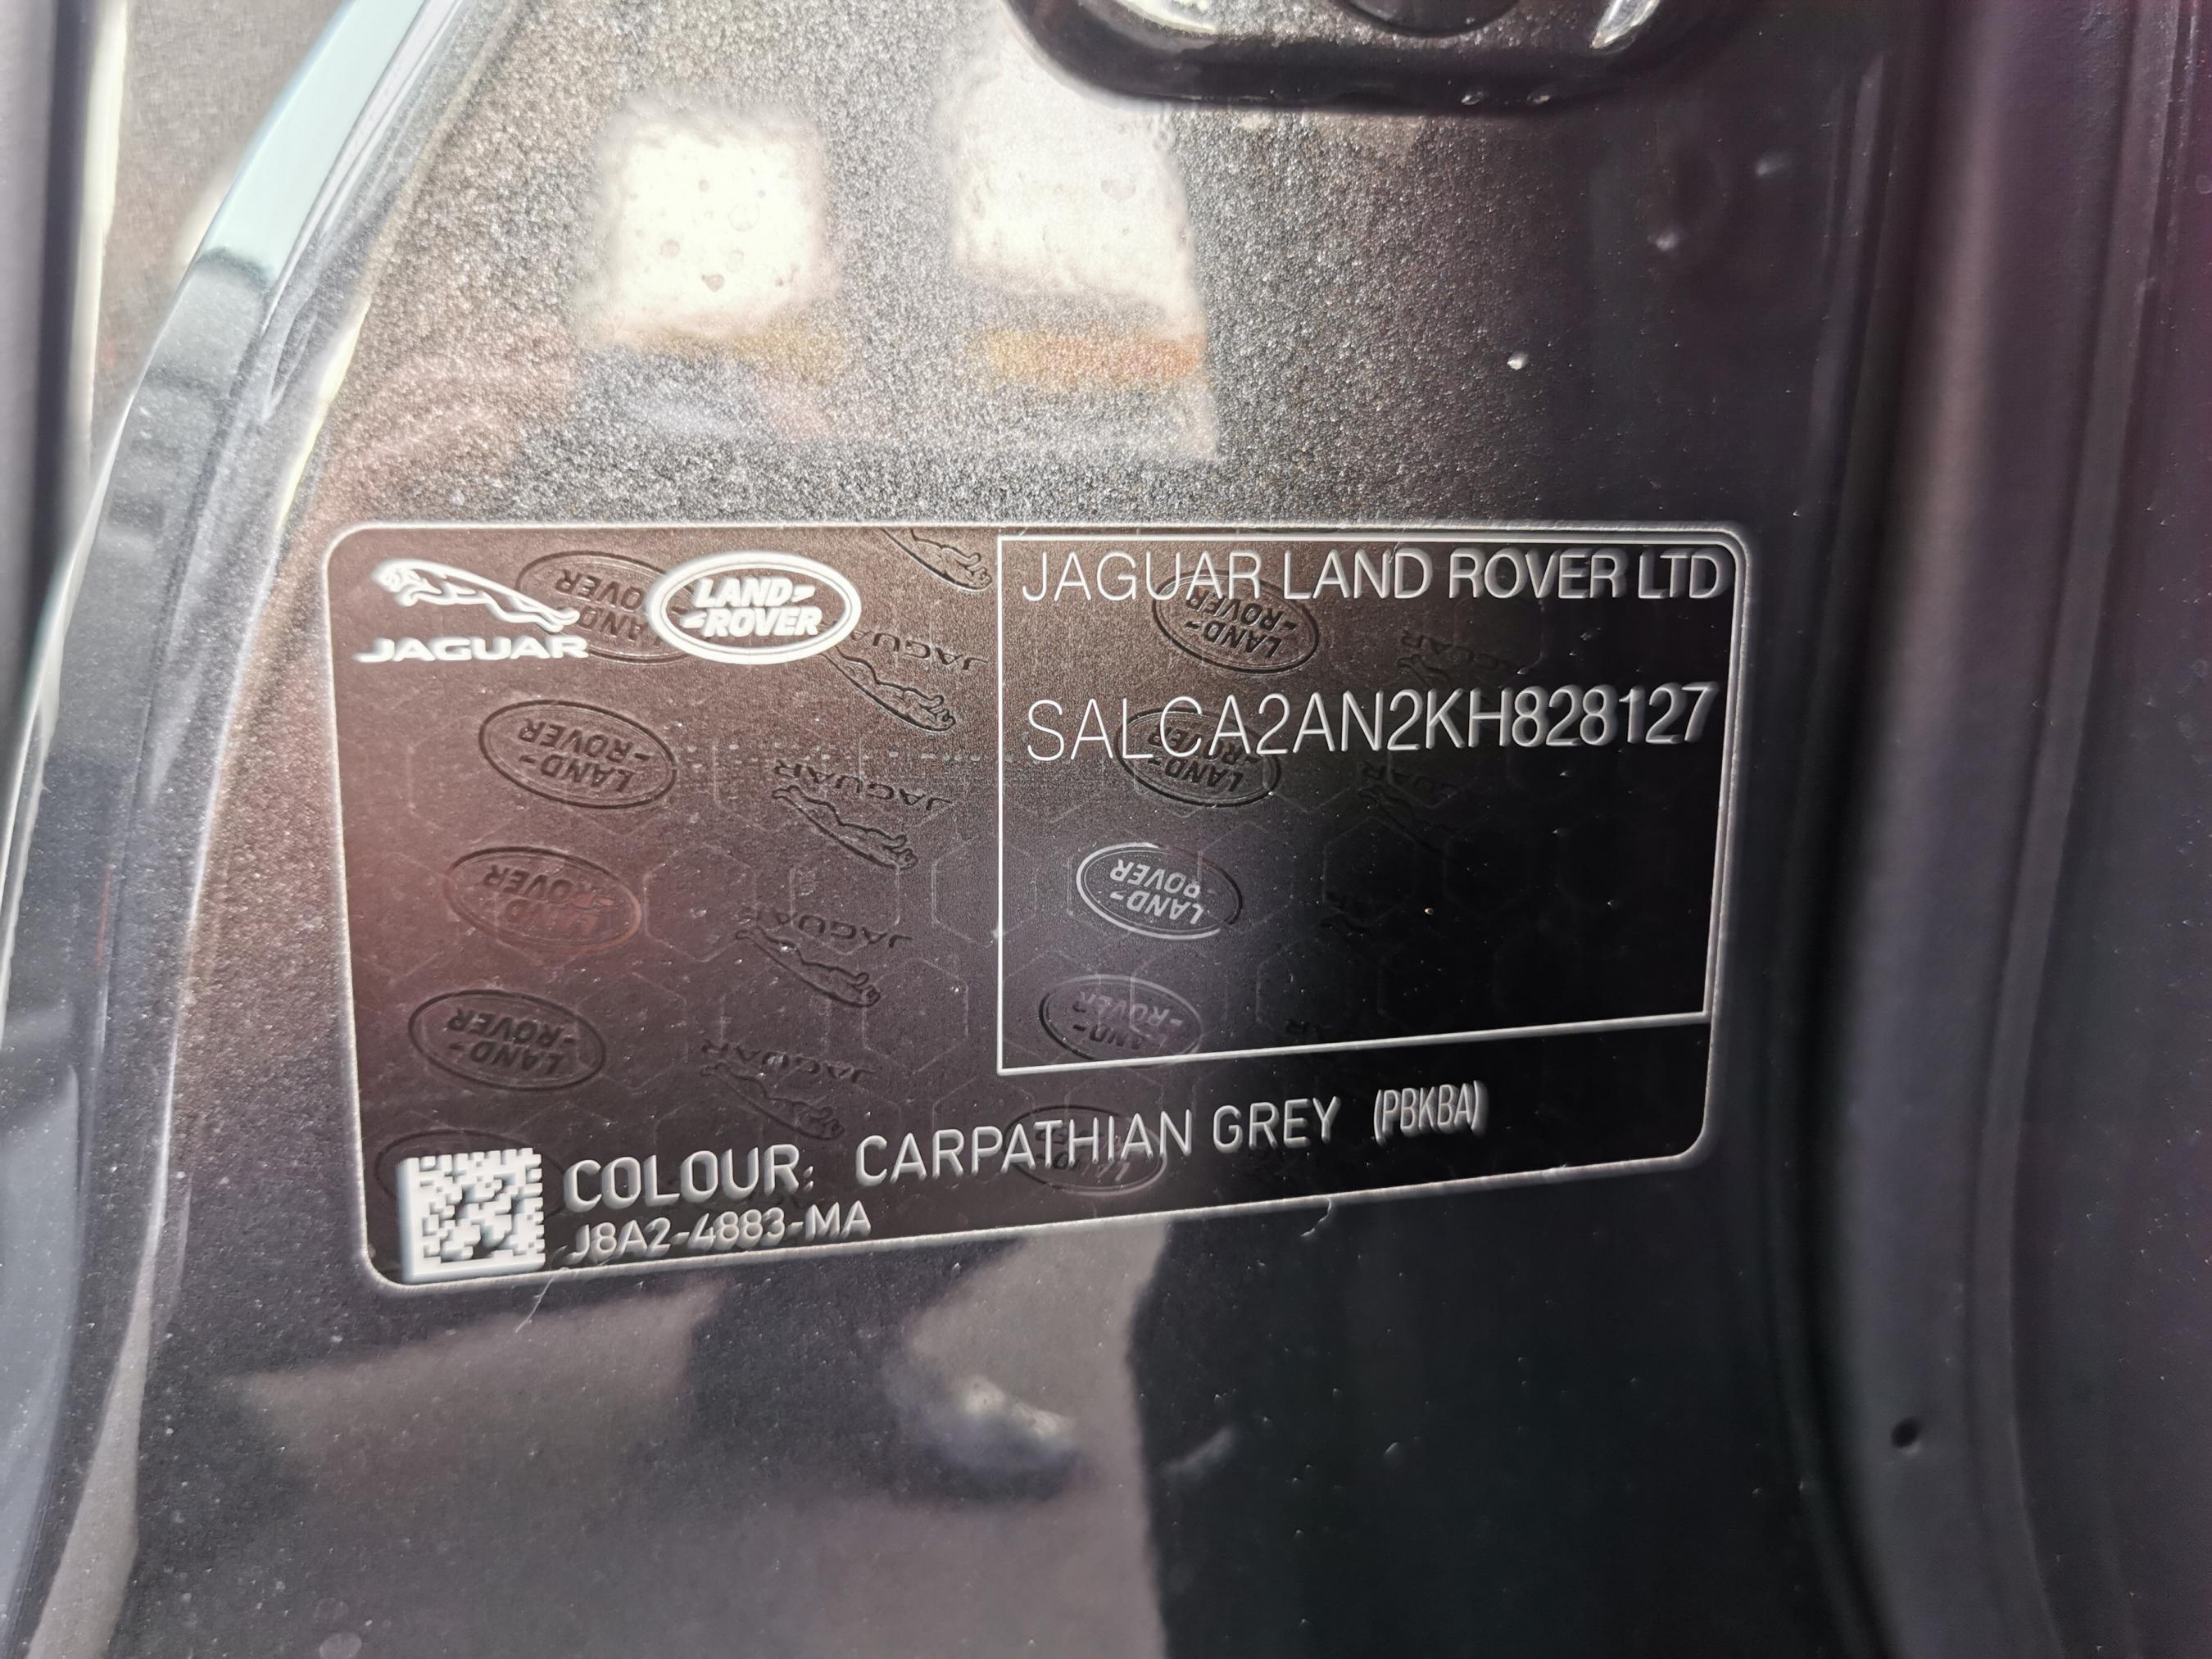 JAGUAR
LAND-
-ROVER
JAGUAR LAND ROVER LTD
SALCA2AN2KH828127
COLOUR: CARPATHIAN GREY (PBKBA)
J8A2-4883-MA